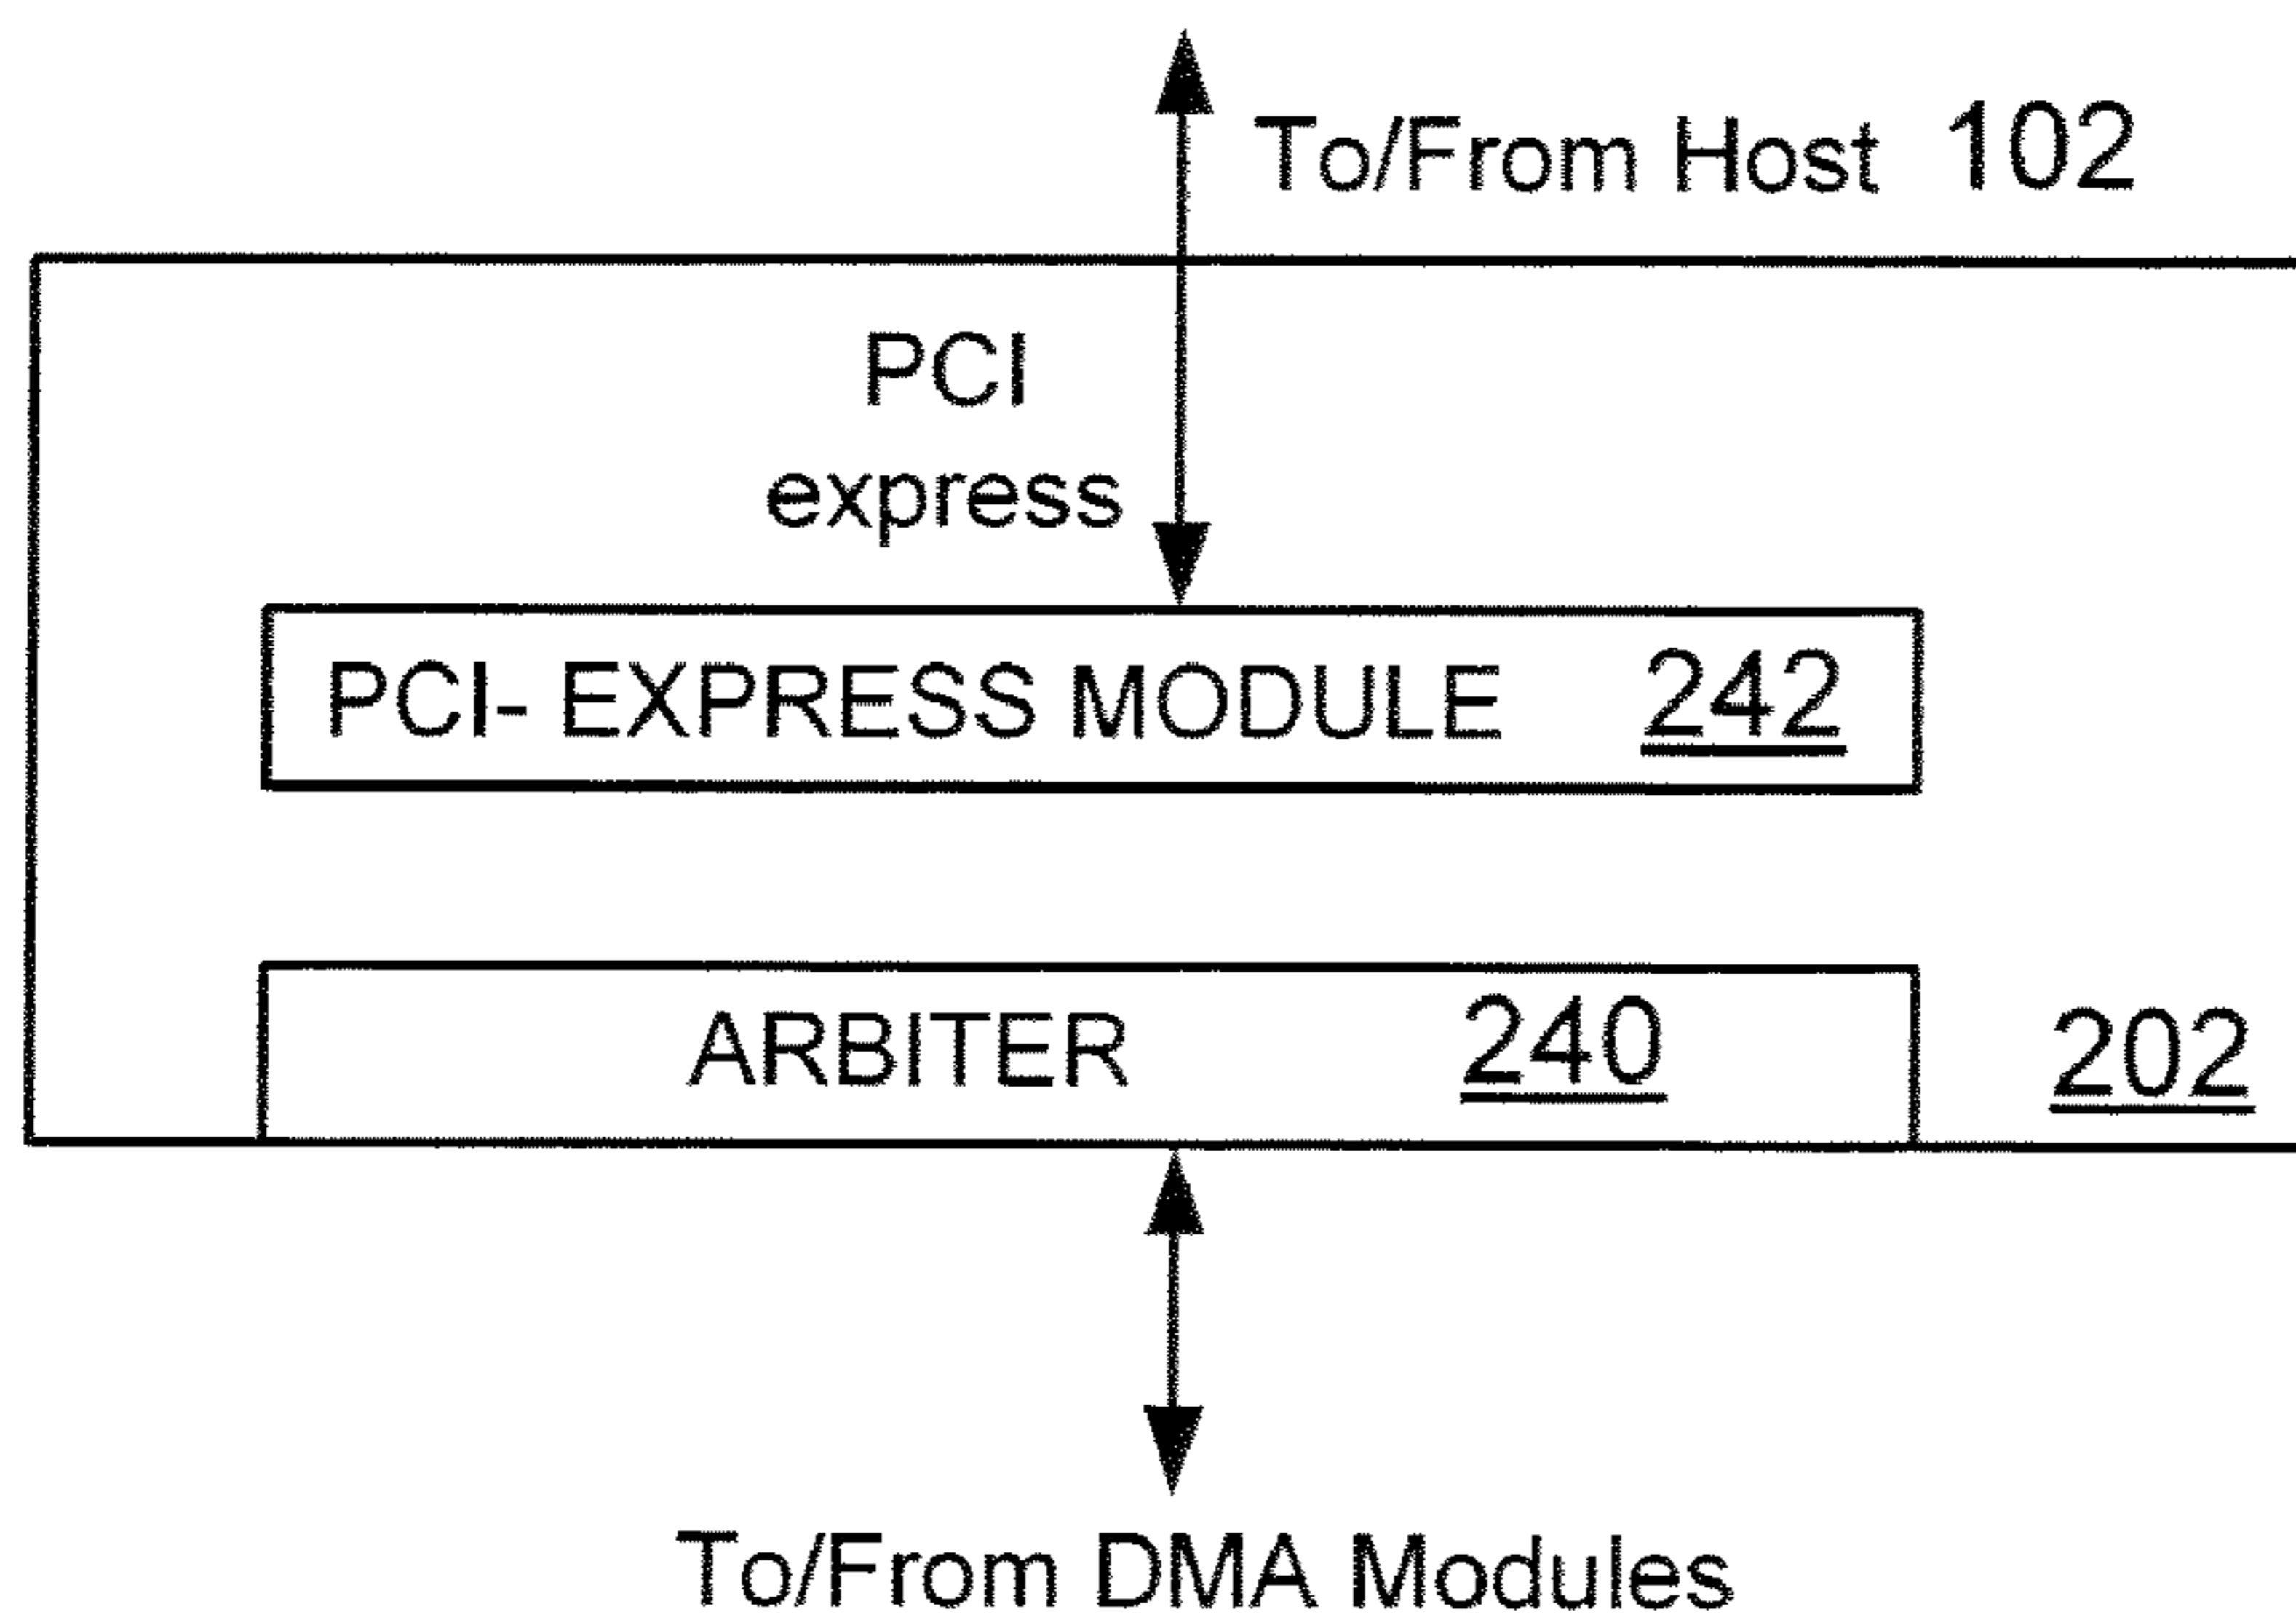 To/From Host 102
PCI
express
PCI- EXPRESS MODULE 242
ARBITER 240
202
To/From DMA Modules